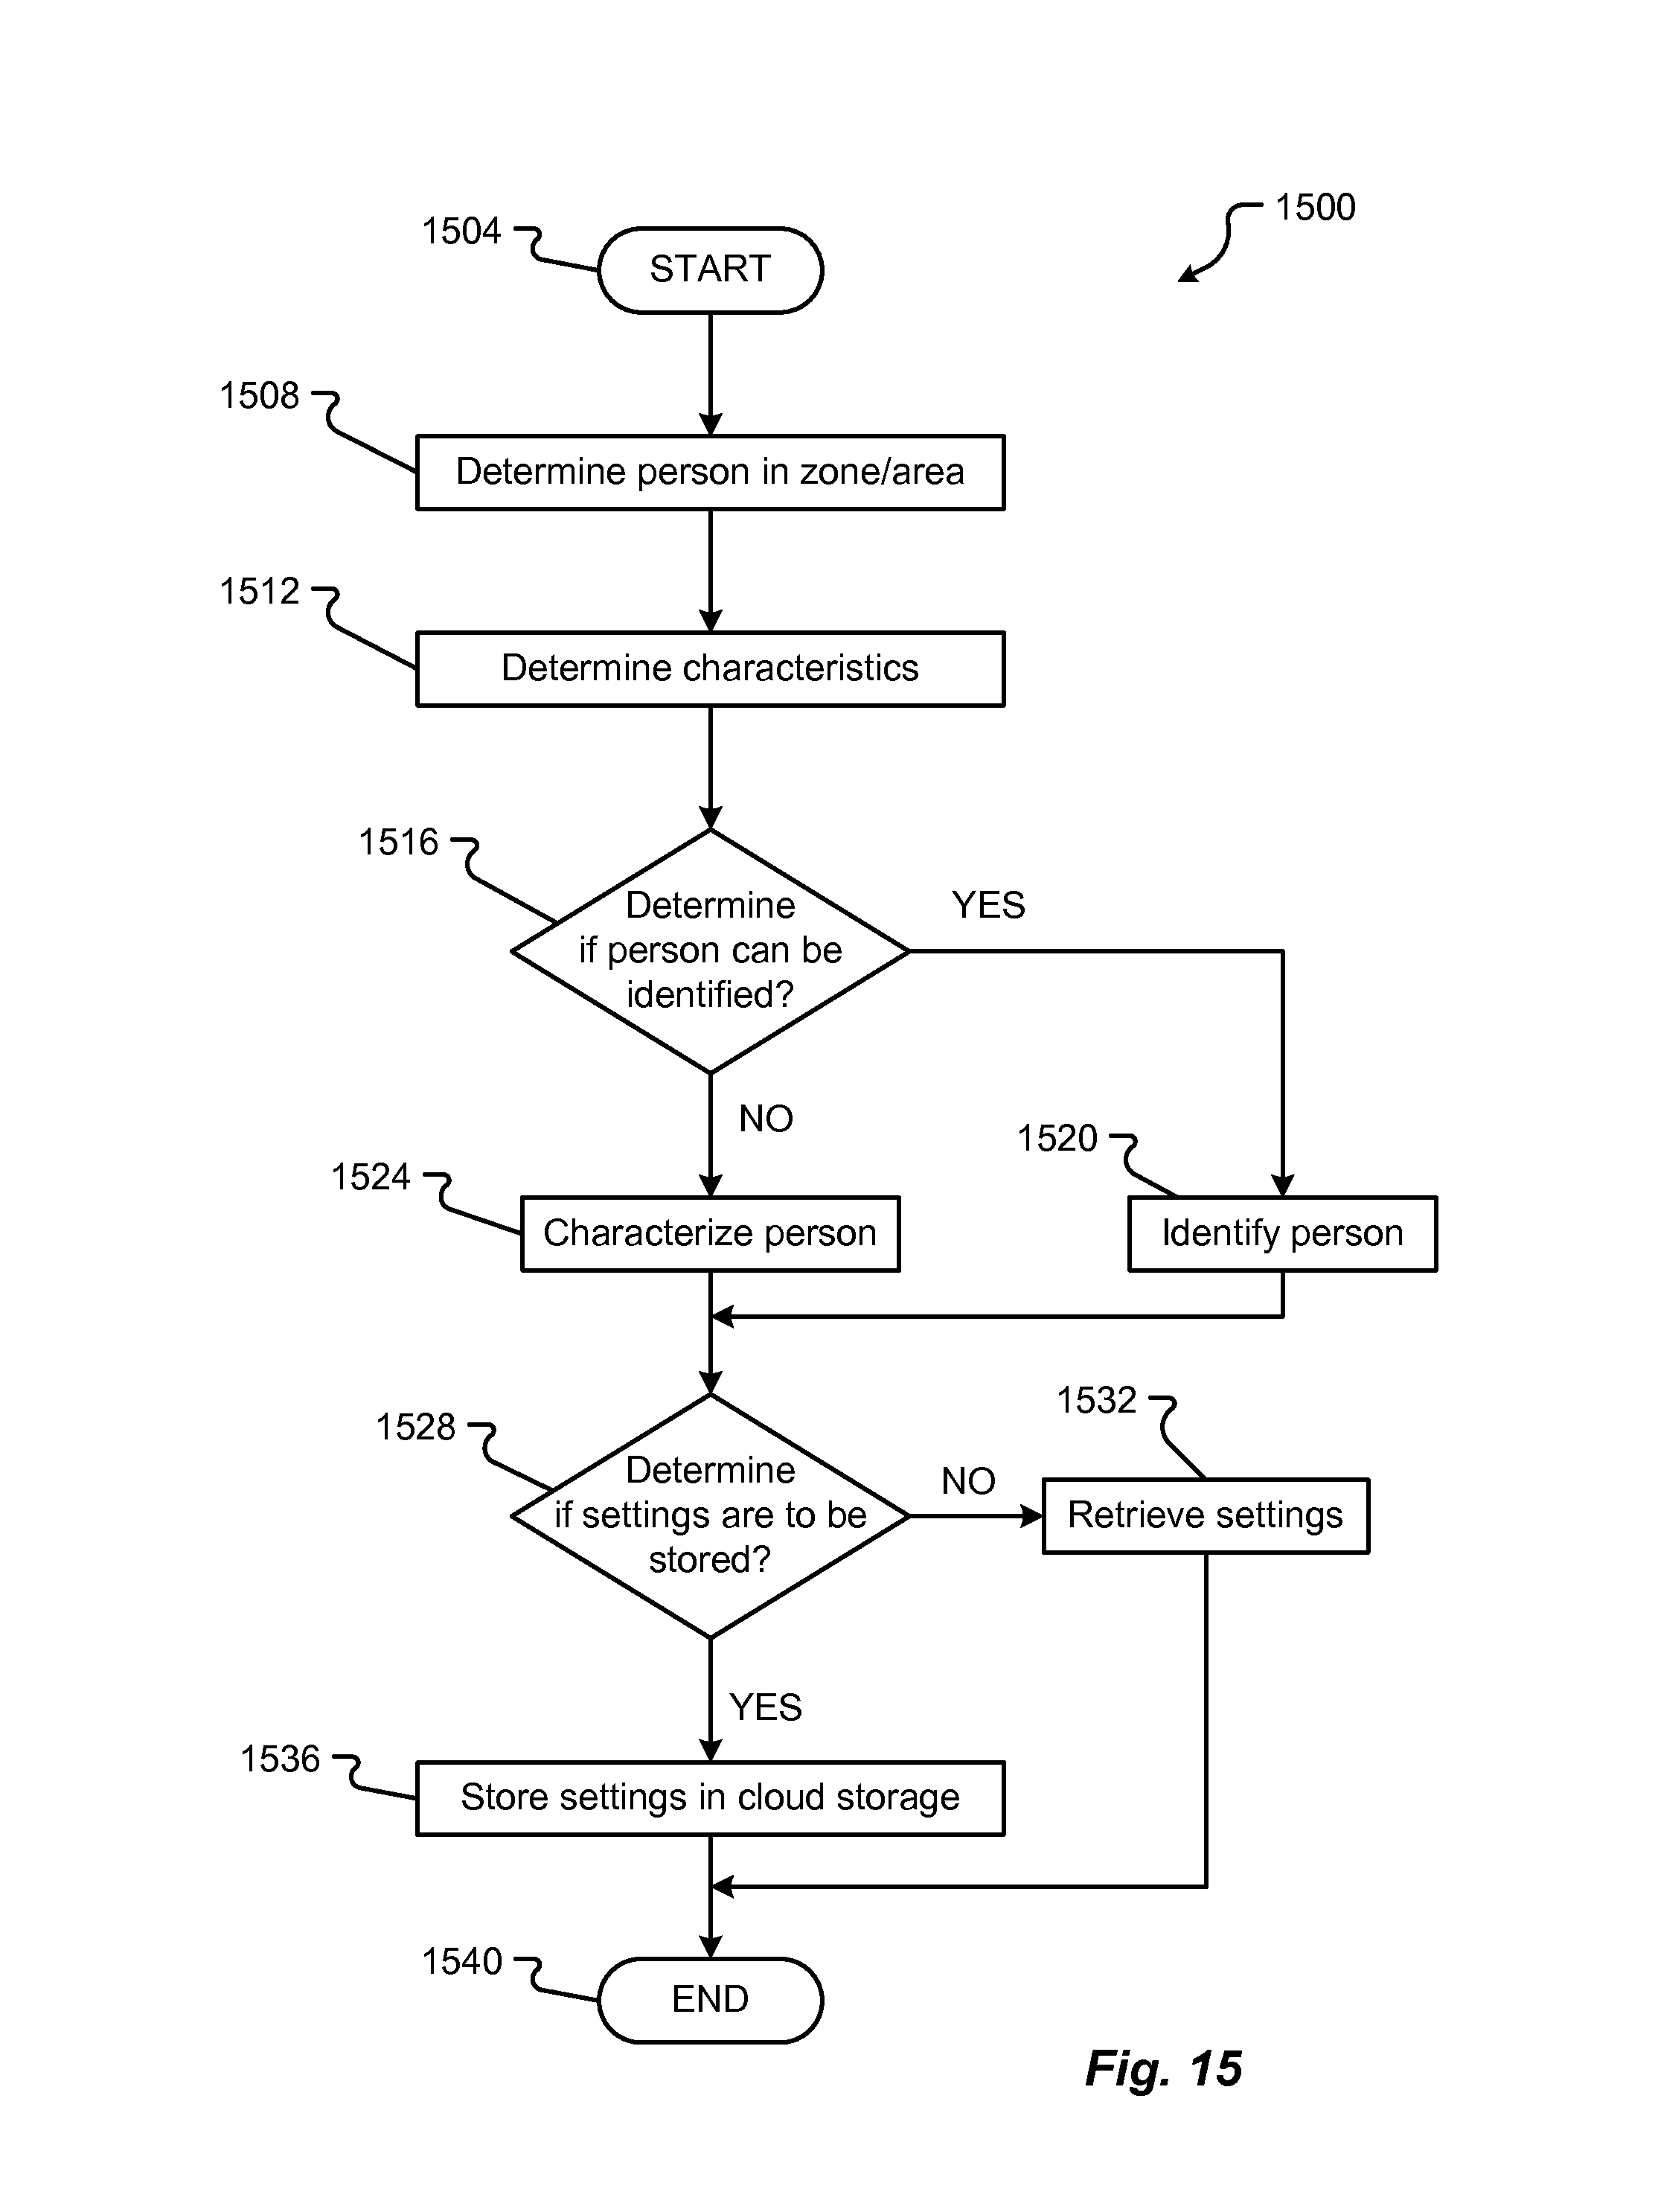 1500
1504
START
1508
Determine person in zone/area
1512
Determine characteristics
1516
Determine
if person can be
identified?
YES
NO
1520
1524
Characterize person
Identify person
1528
Determine
if settings are to be
stored?
NO
1532
Retrieve settings
YES
1536
Store settings in cloud storage
1540
END
Fig. 15